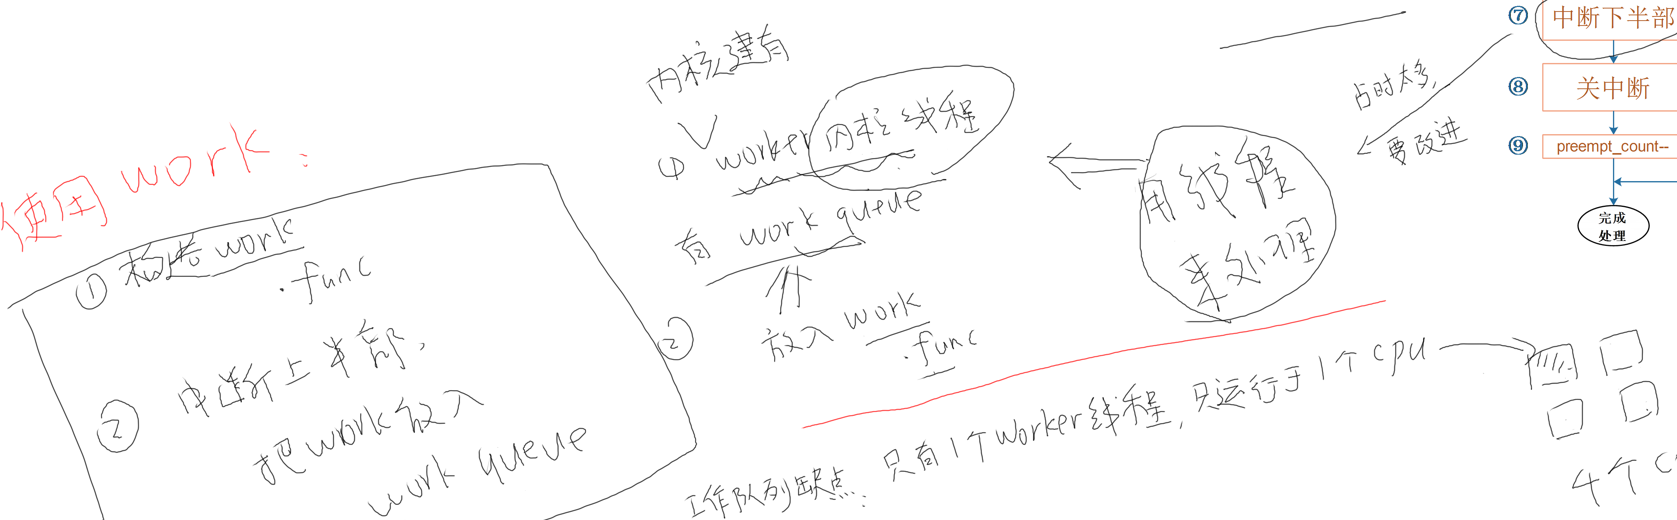 使用work:
① 构造work
.func
② 中断上半部,
把work放入
work queue
内核建有
① worker 内核线程
有 work queue
② 放入 work
.func
用线程
来处理
占时太多,
要改进
⑦ 中断下半部
⑧ 关中断
⑨ preempt_count--
完成
处理
工作队列缺点: 只有1个worker线程, 只运行于1个cpu
4个c